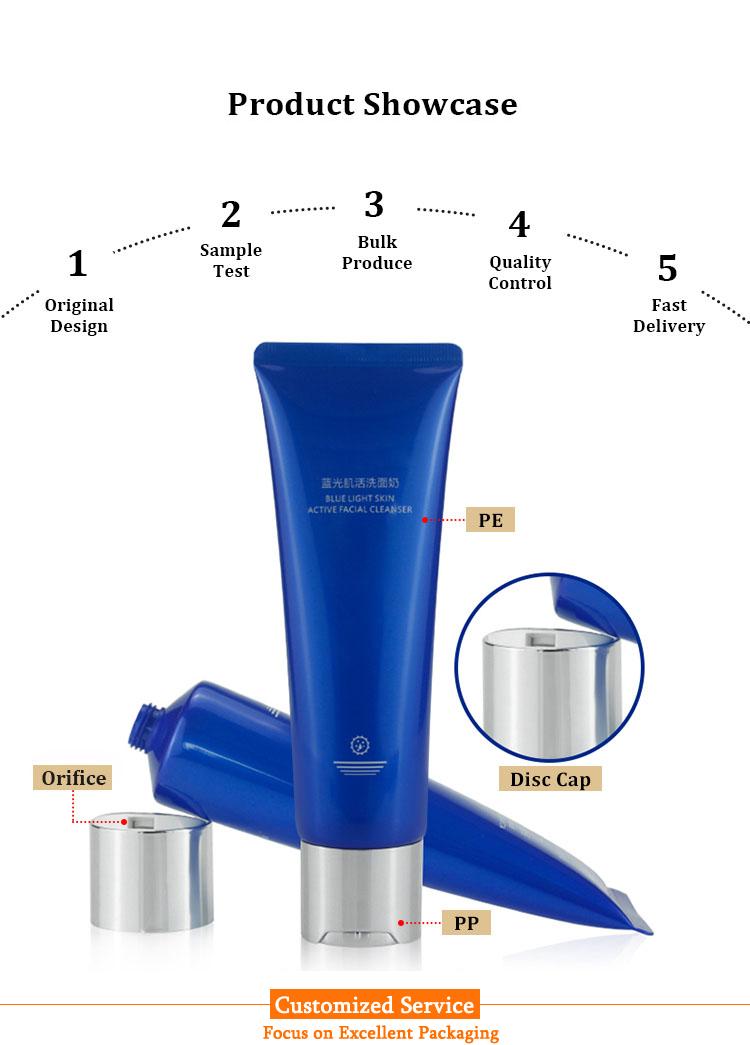 Product Showcase
1
Original
Design
2
Sample
Test
3
Bulk
Produce
4
Quality
Control
5
Fast
Delivery
蓝光肌活洗面奶
BLUE LIGHT SKIN
ACTIVE FACIAL CLEANSER
PE
Disc Cap
Orifice
PP
Customized Service
Focus on Excellent Packaging